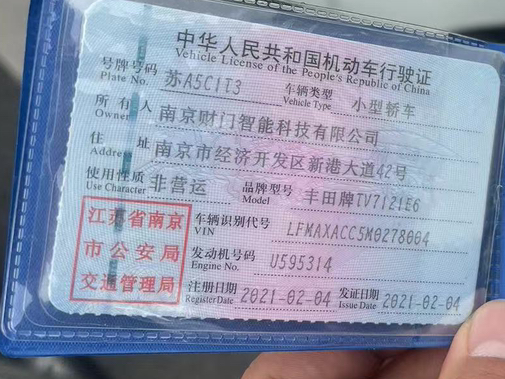 中华人民共和国机动车行驶证
Vehicle License of the People's Republic of China
号牌号码 Plate No. 苏A5C1T3 车辆类型 Vehicle Type 小型轿车
所有人 Owner 南京财门智能科技有限公司
住址 Address 南京市经济开发区新港大道42号
使用性质 Use Character 非营运 品牌型号 Model 丰田牌TV7121E6
江苏省南京
市公安局
交通管理局
车辆识别代号 VIN LFMAXACC5M0278004
发动机号码 Engine No. U595314
注册日期 Register Date 2021-02-04 发证日期 Issue Date 2021-02-04